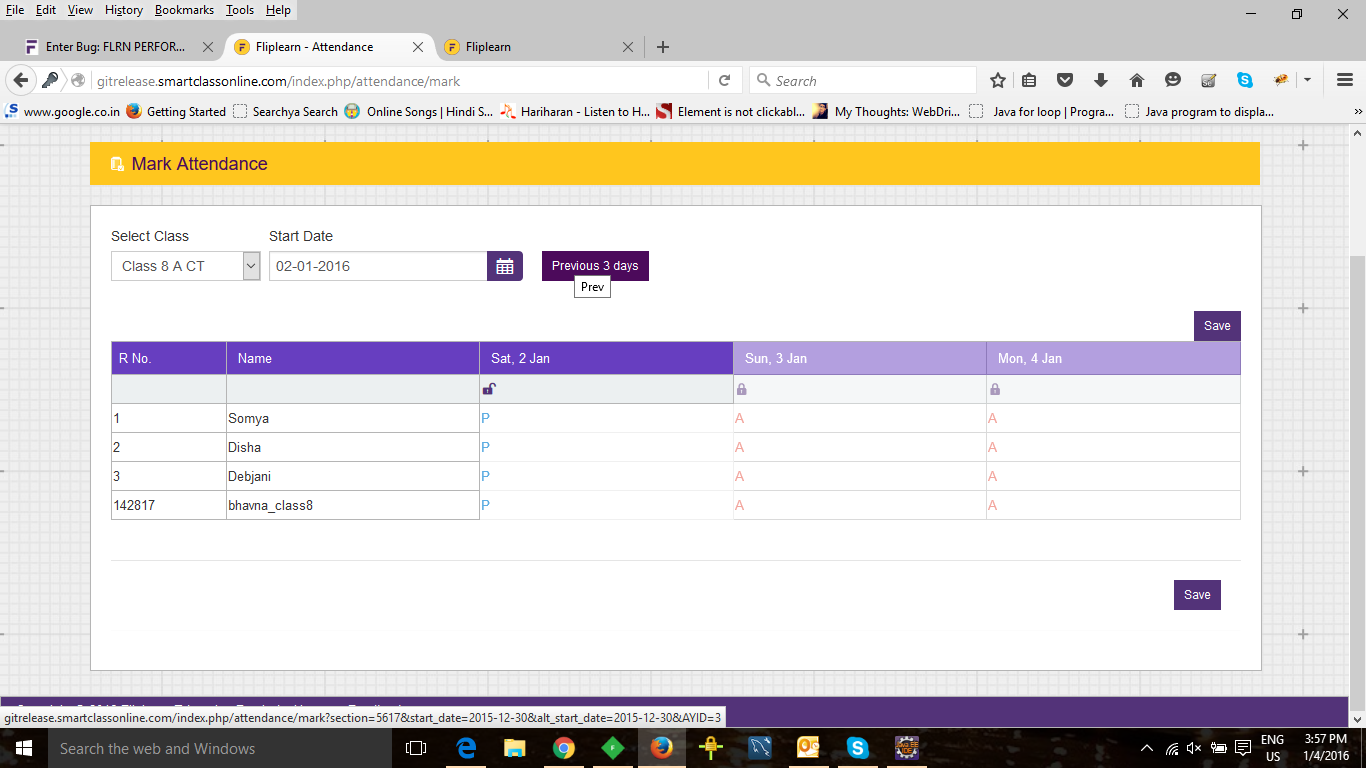 File Edit View History Bookmarks Tools Help
Enter Bug: FLRN PERFOR...
Fliplearn - Attendance
Fliplearn
gitrelease.smartclassonline.com/index.php/attendance/mark
Search
www.google.co.in Getting Started Searchya Search Online Songs | Hindi S... Hariharan - Listen to H... Element is not clickabl... My Thoughts: WebDri... Java for loop | Progra... Java program to displa...
Mark Attendance
Select Class Start Date
Class 8 A CT 02-01-2016 Previous 3 days
Prev
Save
R No. Name Sat, 2 Jan Sun, 3 Jan Mon, 4 Jan
1 Somya P A A
2 Disha P A A
3 Debjani P A A
142817 bhavna_class8 P A A
Save
gitrelease.smartclassonline.com/index.php/attendance/mark?section=5617&start_date=2015-12-30&alt_start_date=2015-12-30&AYID=3
Search the web and Windows
ENG 3:57 PM
US 1/4/2016